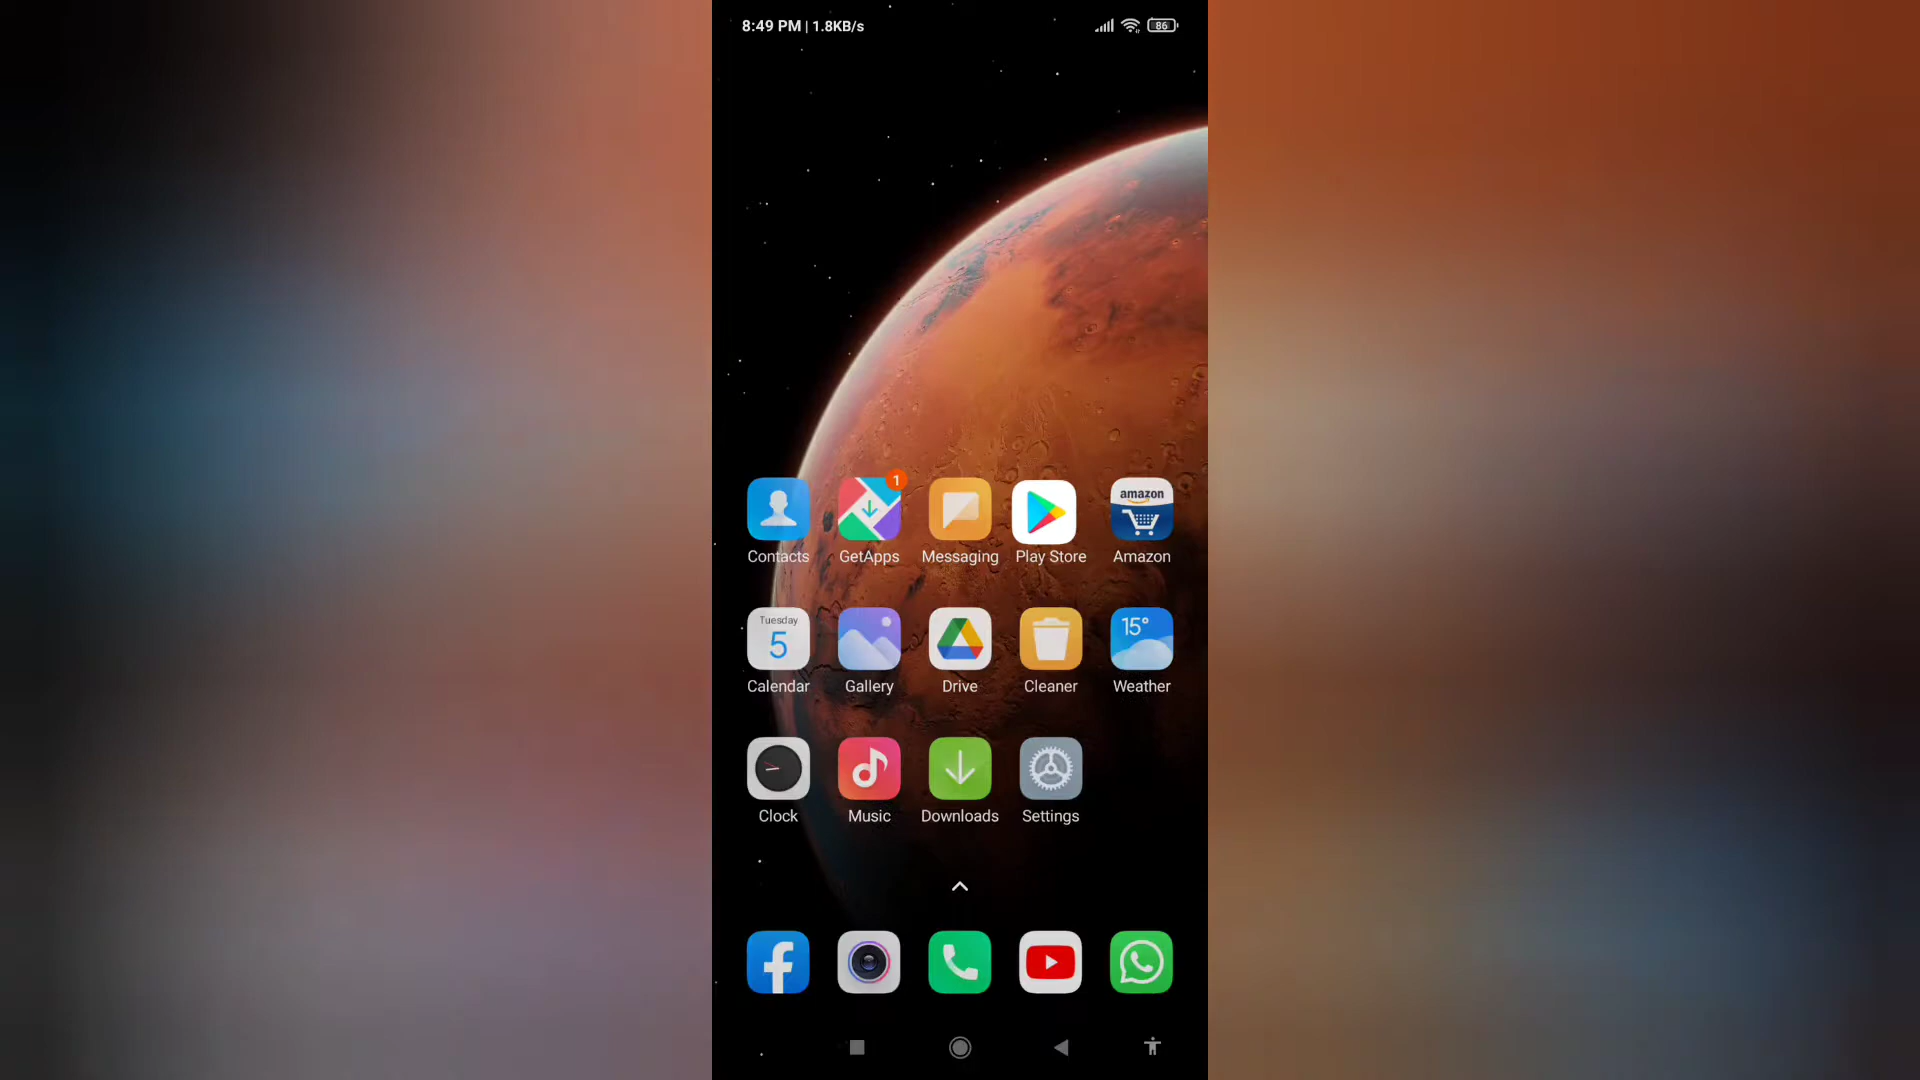 8:49 PM | 1.8KB/s
86
1
amazon
Contacts GetApps Messaging Play Store Amazon
Tuesday
5
15°
Calendar Gallery Drive Cleaner Weather
Clock Music Downloads Settings